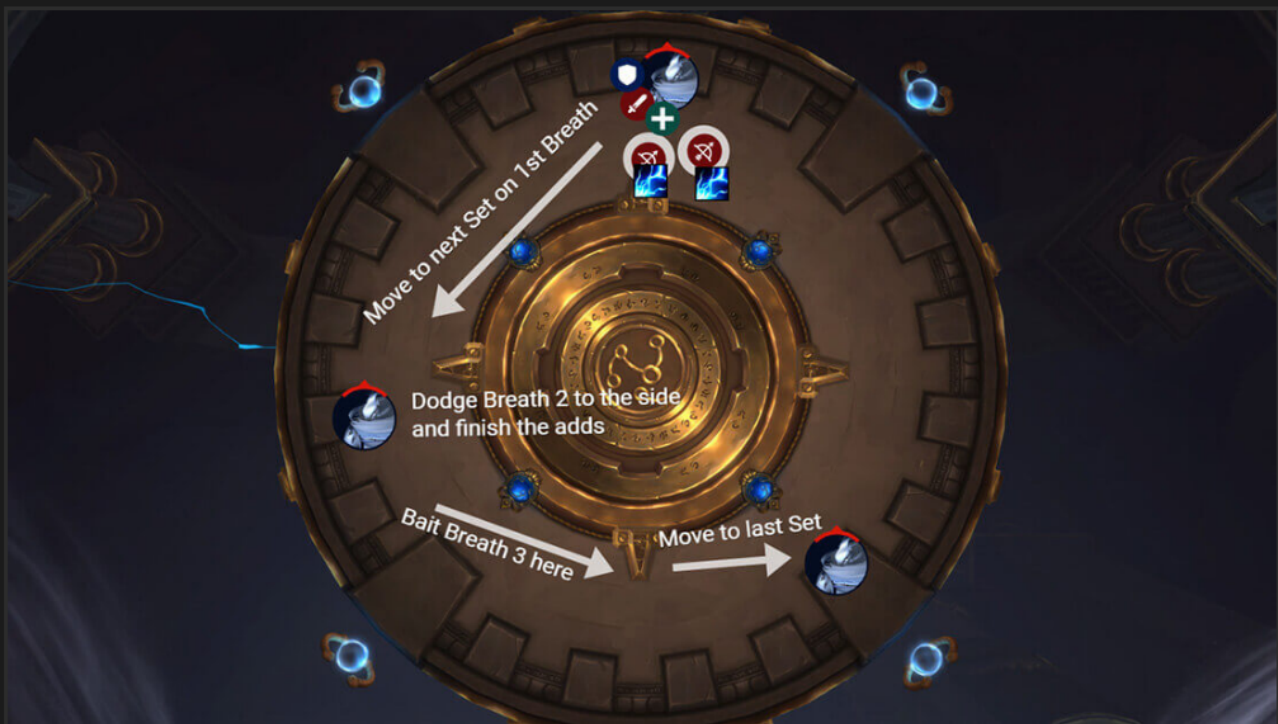 Move to next Set on 1st Breath
Dodge Breath 2 to the side
and finish the adds
Bait Breath 3 here
Move to last Set